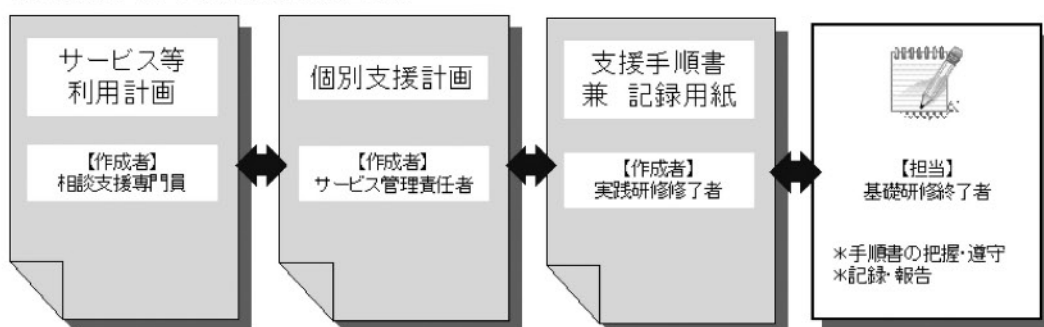 サービス等
利用計画
【作成者】
相談支援専門員
個別支援計画
【作成者】
サービス管理責任者
支援手順書
兼 記録用紙
【作成者】
実践研修修了者
【担当】
基礎研修終了者
*手順書の把握・遵守
*記録・報告